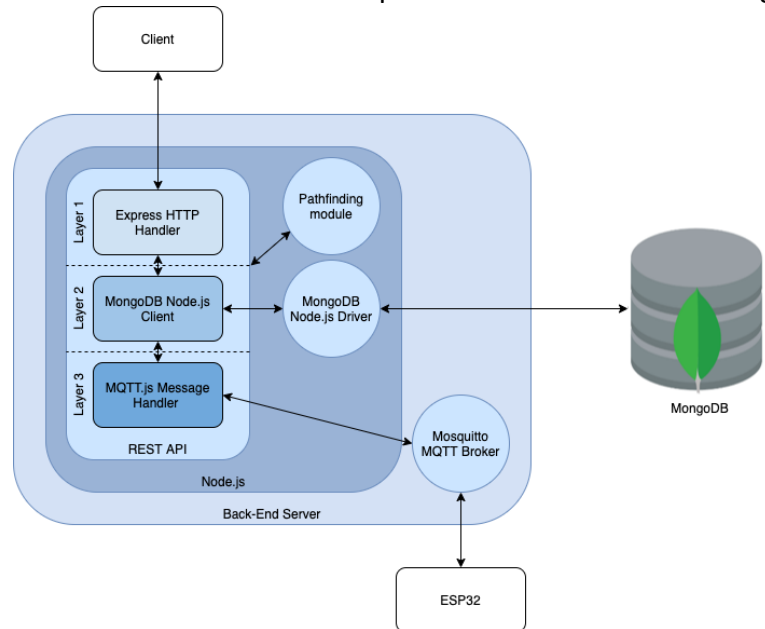 Client
Layer 1
Express HTTP
Handler
Pathfinding
module
Layer 2
MongoDB Node.js
Client
MongoDB
Node.js Driver
Layer 3
MQTT.js Message
Handler
REST API
Node.js
Mosquitto
MQTT Broker
Back-End Server
MongoDB
ESP32